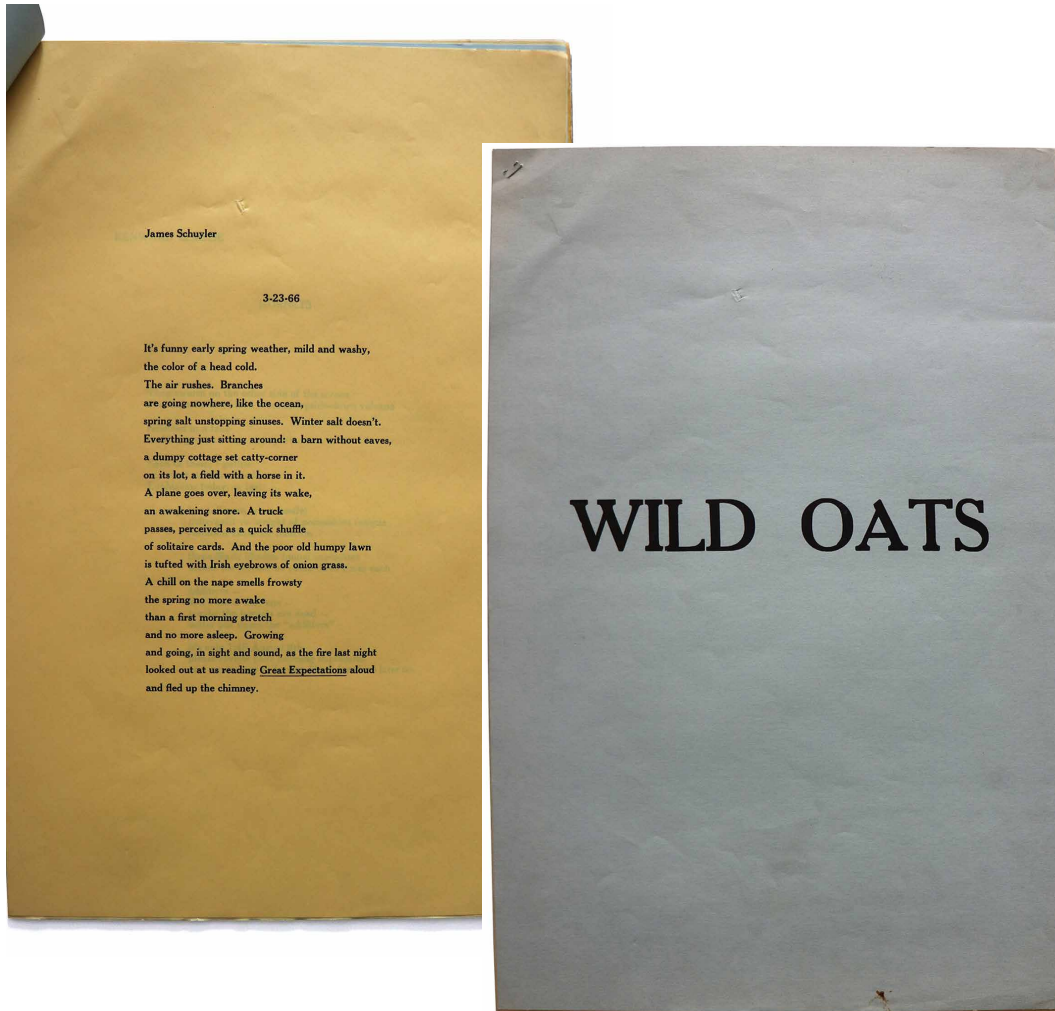 James Schuyler
3-23-66
It's funny early spring weather, mild and washy,
the color of a head cold.
The air rushes.  Branches
are going nowhere, like the ocean,
spring salt unstopping sinuses.  Winter salt doesn't.
Everything just sitting around:  a barn without eaves,
a dumpy cottage set catty-corner
on its lot, a field with a horse in it.
A plane goes over, leaving its wake,
an awakening snore.  A truck
passes, perceived as a quick shuffle
of solitaire cards.  And the poor old humpy lawn
is tufted with Irish eyebrows of onion grass.
A chill on the nape smells frowsty
the spring no more awake
than a first morning stretch
and no more asleep.  Growing
and going, in sight and sound, as the fire last night
looked out at us reading Great Expectations aloud
and fled up the chimney.
WILD OATS